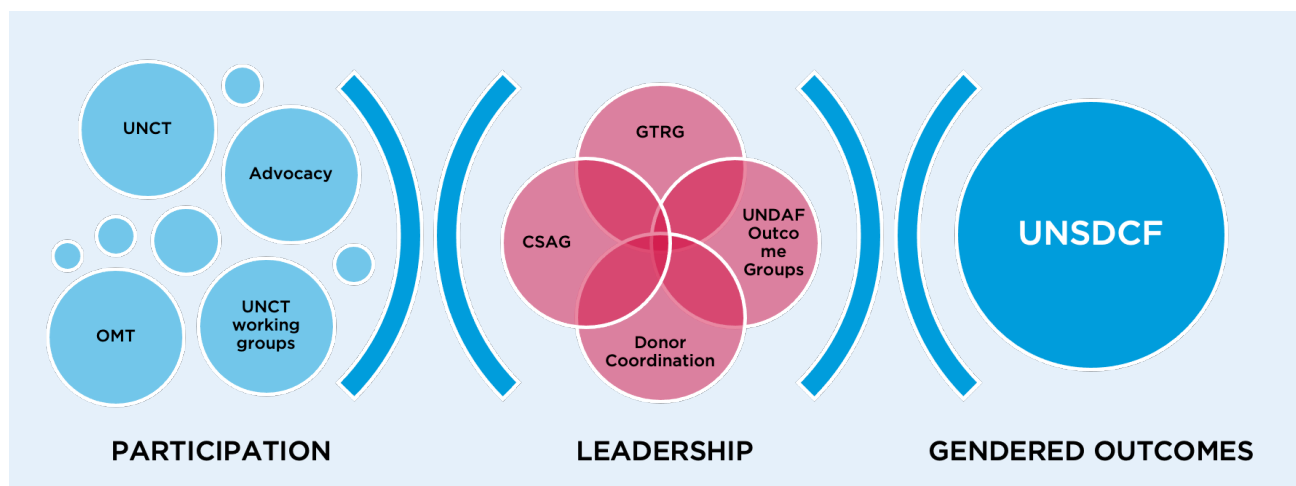 UNCT
Advocacy
OMT
UNCT
working
groups
PARTICIPATION
GTRG
CSAG
UNDAF
Outco
me
Groups
Donor
Coordination
LEADERSHIP
UNSDCF
GENDERED OUTCOMES